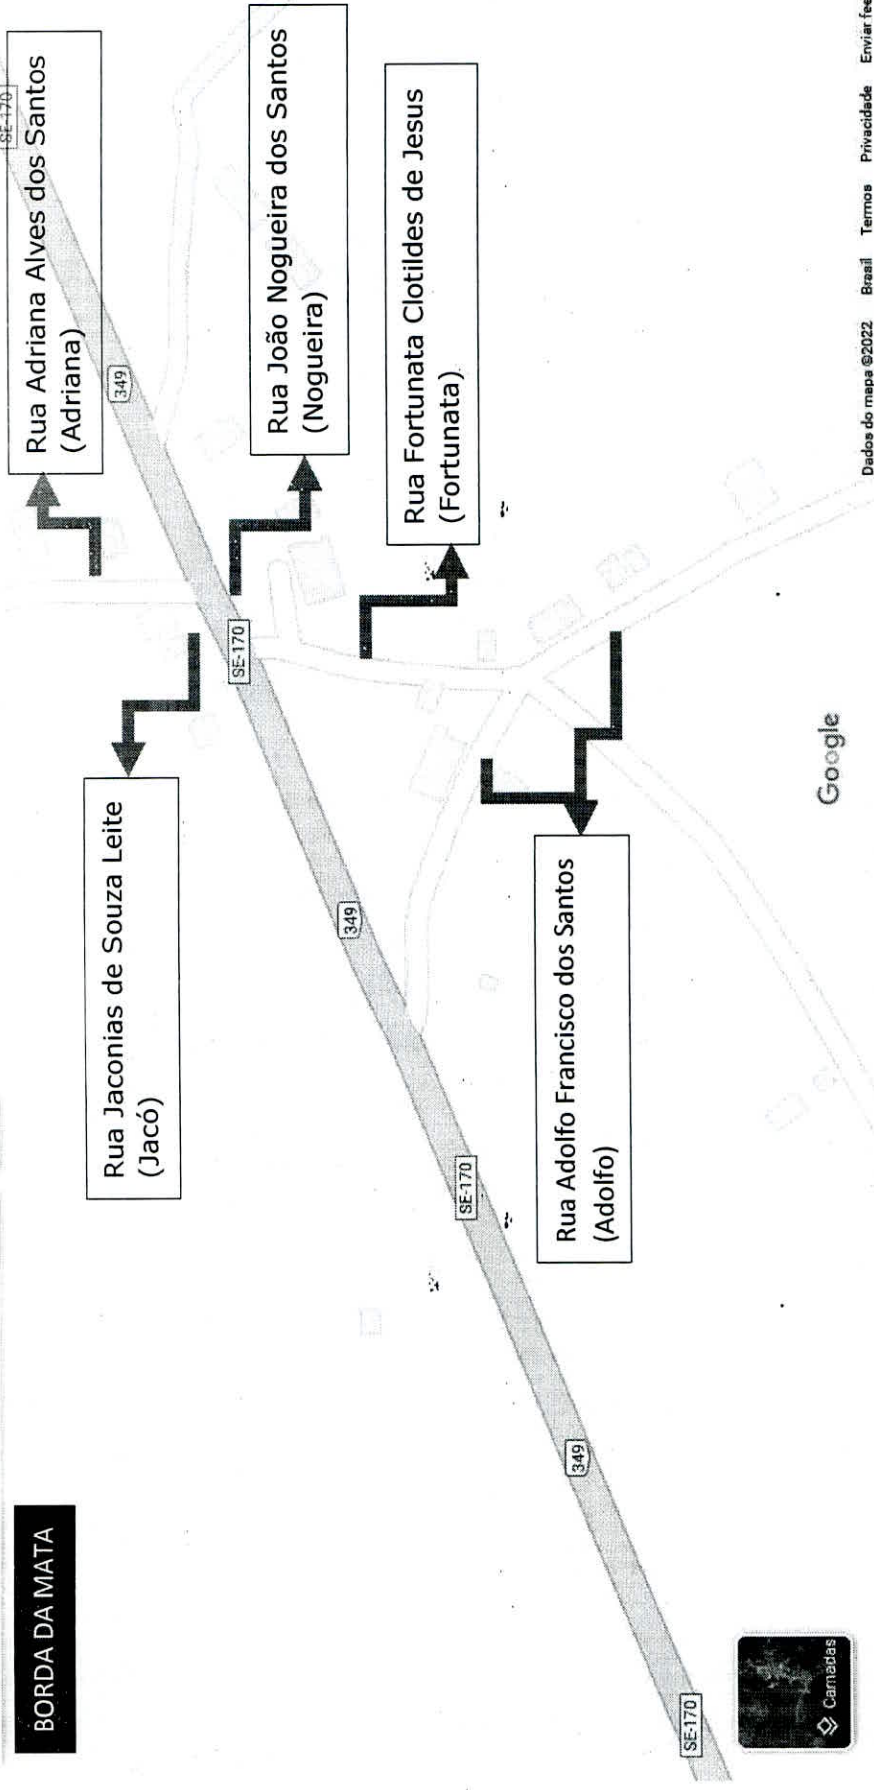 BORDA DA MATA
Rua Jaconias de Souza Leite
(Jacó)
Rua Adriana Alves dos Santos
(Adriana)
SE-170
349
Rua João Nogueira dos Santos
(Nogueira)
SE-170
349
Rua Fortunata Clotildes de Jesus
(Fortunata)
SE-170
Rua Adolfo Francisco dos Santos
(Adolfo)
349
SE-170
Camadas
Google
Dados do mapa ©2022 Brasil Termos Privacidade Enviar fee